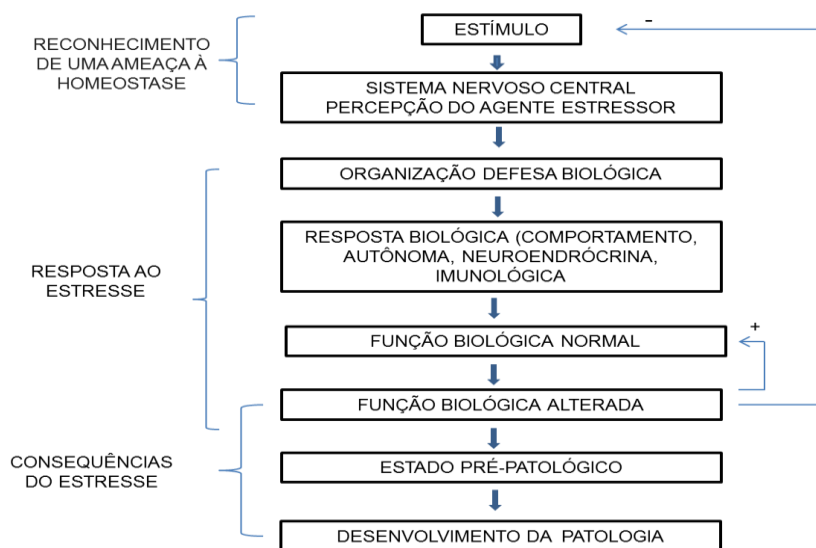 RECONHECIMENTO
DE UMA AMEAÇA À
HOMEOSTASE
ESTÍMULO
-
SISTEMA NERVOSO CENTRAL
PERCEPÇÃO DO AGENTE ESTRESSOR
RESPOSTA AO
ESTRESSE
ORGANIZAÇÃO DEFESA BIOLÓGICA
RESPOSTA BIOLÓGICA (COMPORTAMENTO,
AUTÔNOMA, NEUROENDRÓCRINA,
IMUNOLÓGICA
+
FUNÇÃO BIOLÓGICA NORMAL
FUNÇÃO BIOLÓGICA ALTERADA
CONSEQUÊNCIAS
DO ESTRESSE
ESTADO PRÉ-PATOLÓGICO
DESENVOLVIMENTO DA PATOLOGIA